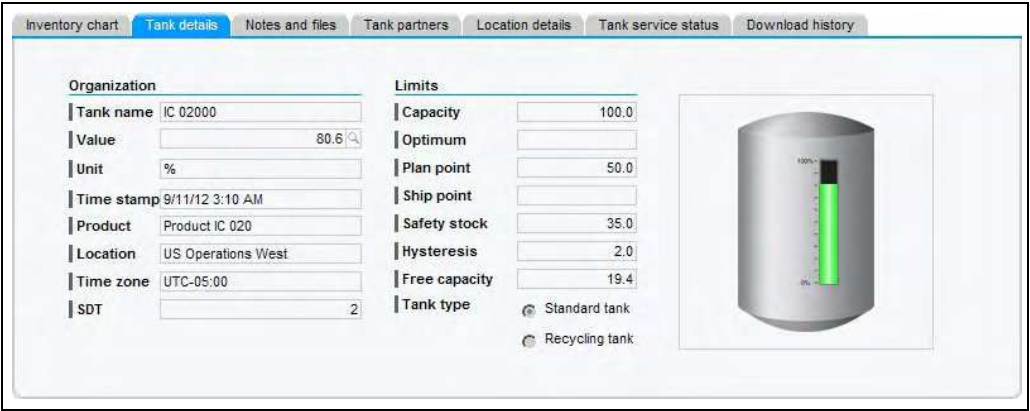 Inventory chart Tank details Notes and files Tank partners Location details Tank service status Download history
Organization
Tank name IC 02000
Value 80.6
Unit %
Time stamp 9/11/12 3:10 AM
Product Product IC 020
Location US Operations West
Time zone UTC-05:00
SDT 2
Limits
Capacity 100.0
Optimum
Plan point 50.0
Ship point
Safety stock 35.0
Hysteresis 2.0
Free capacity 19.4
Tank type Standard tank
Recycling tank
100%
0%